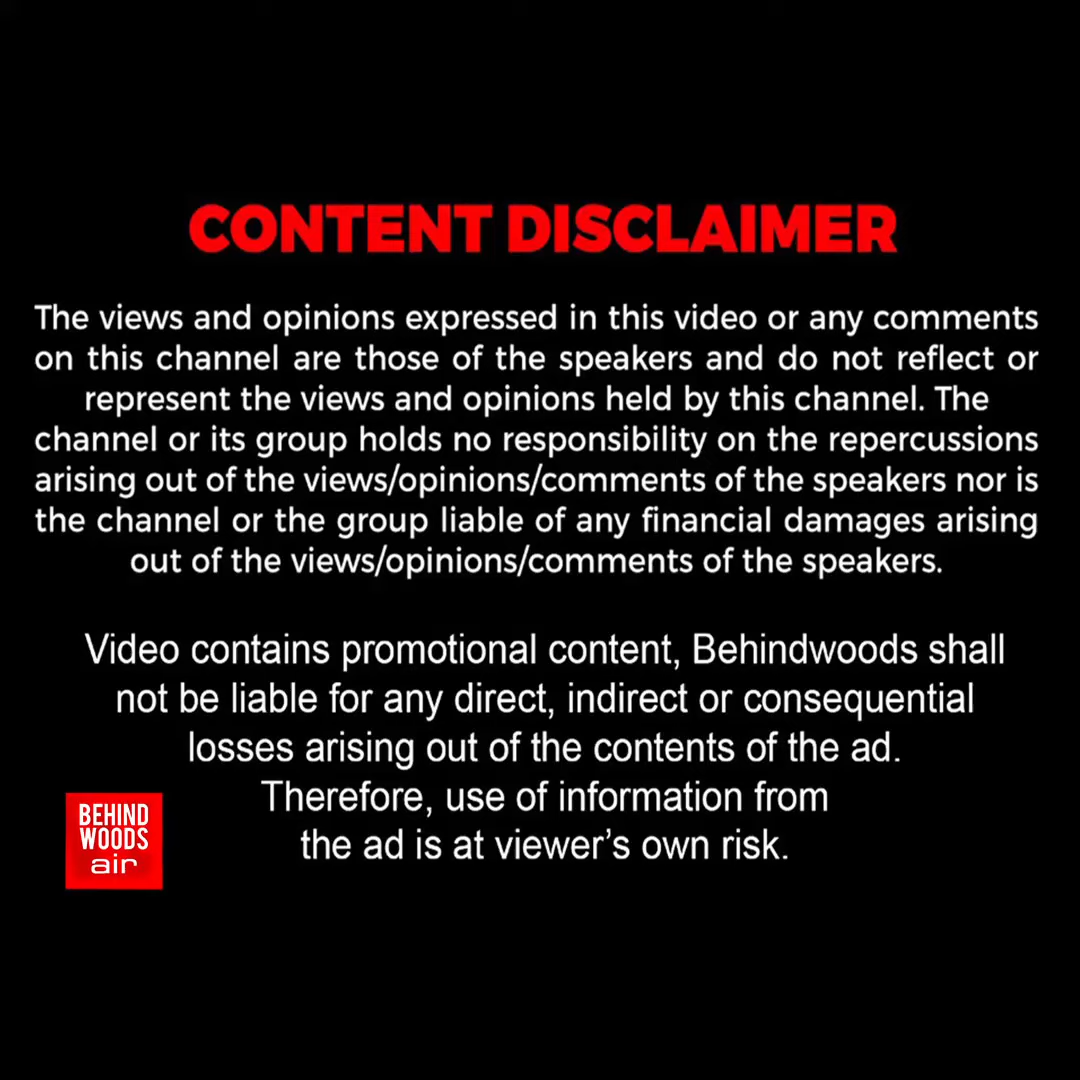 CONTENT DISCLAIMER
The views and opinions expressed in this video or any comments
on this channel are those of the speakers and do not reflect or
represent the views and opinions held by this channel. The
channel or its group holds no responsibility on the repercussions
arising out of the views/opinions/comments of the speakers nor is
the channel or the group liable of any financial damages arising
out of the views/opinions/comments of the speakers.
Video contains promotional content, Behindwoods shall
not be liable for any direct, indirect or consequential
losses arising out of the contents of the ad.
Therefore, use of information from
the ad is at viewer’s own risk.
BEHIND
WOODS
air